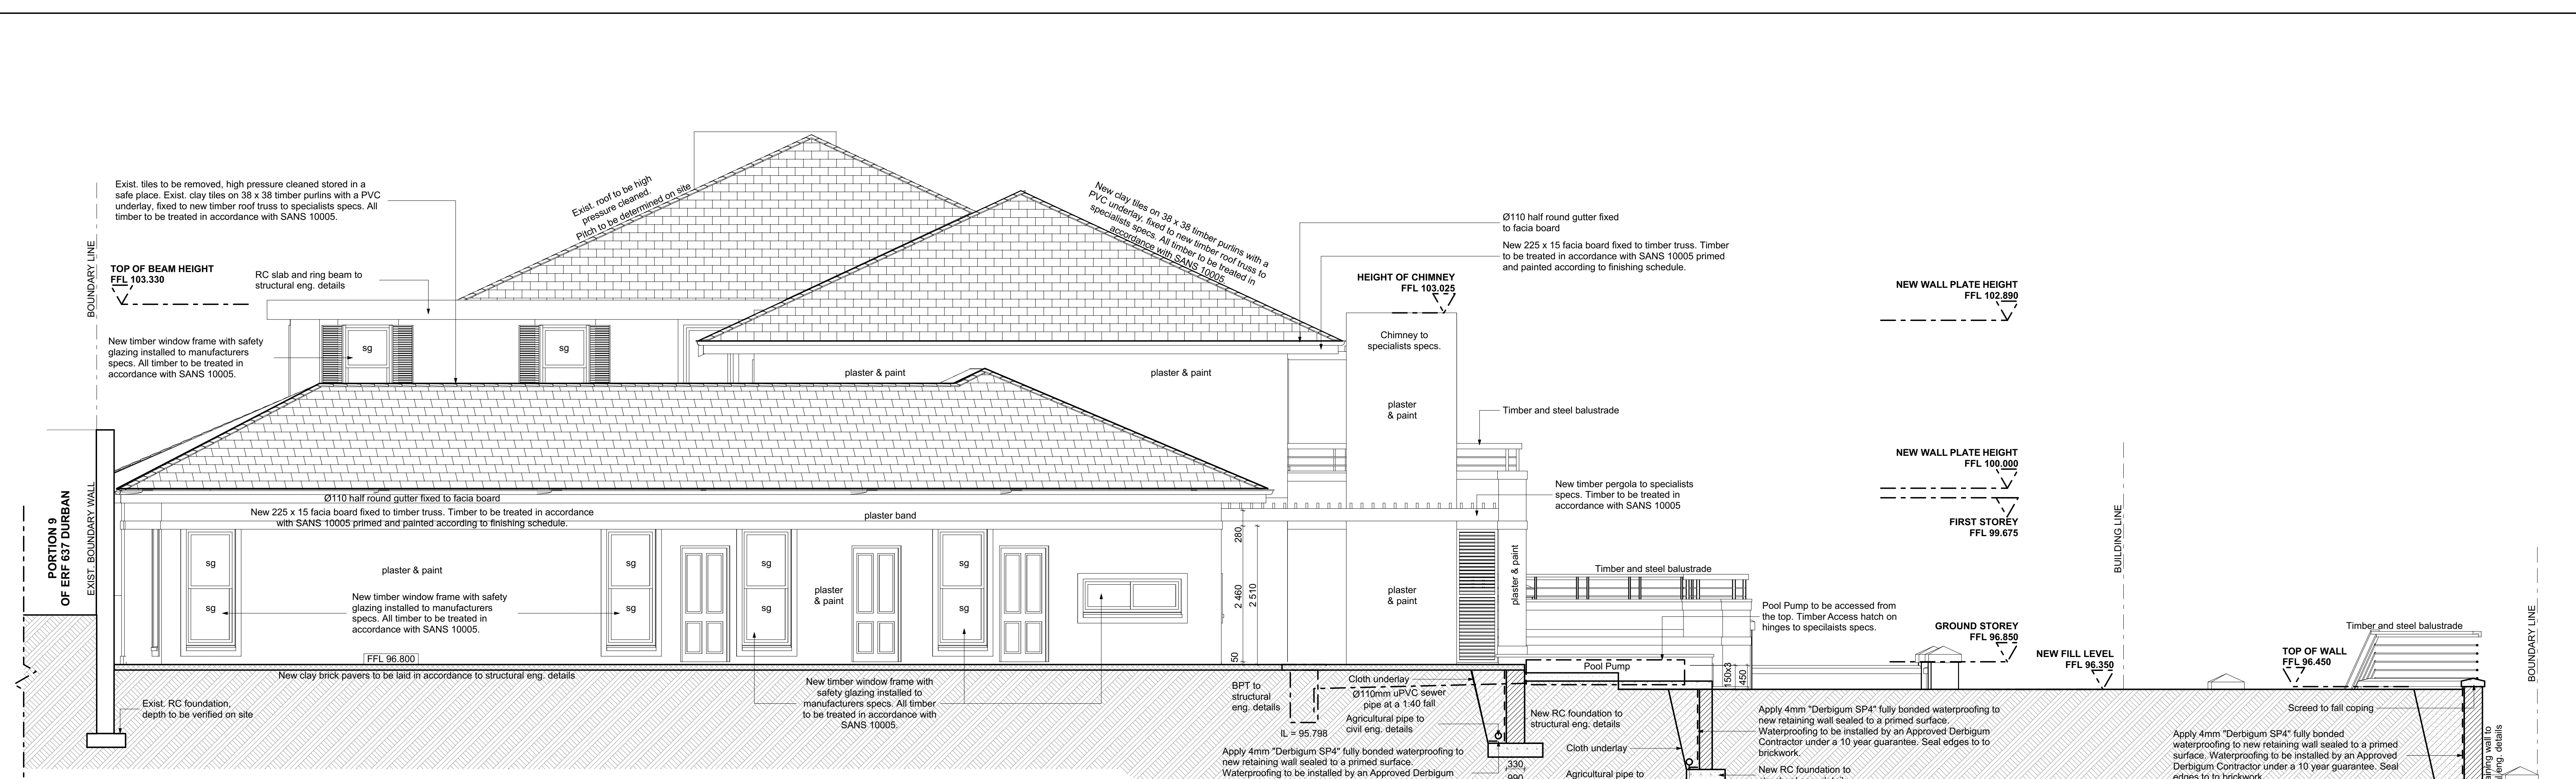 Exist. tiles to be removed, high pressure cleaned stored in a
safe place. Exist. clay tiles on 38 x 38 timber purlins with a PVC
underlay, fixed to new timber roof truss to specialists specs. All
timber to be treated in accordance with SANS 10005.
BOUNDARY LINE
TOP OF BEAM HEIGHT
FFL 103.330
RC slab and ring beam to
structural eng. details
New timber window frame with safety
glazing installed to manufacturers
specs. All timber to be treated in
accordance with SANS 10005.
sg
sg
Exist. roof to be high
pressure cleaned.
Pitch to be determined on site
New clay tiles on 38 x 38 timber purlins with a
PVC underlay, fixed to new timber roof truss to
specialists specs. All timber to be treated in
accordance with SANS 10005.
Ø110 half round gutter fixed
to facia board
New 225 x 15 facia board fixed to timber truss. Timber
to be treated in accordance with SANS 10005 primed
and painted according to finishing schedule.
HEIGHT OF CHIMNEY
FFL 103.025
Chimney to
specialists specs.
NEW WALL PLATE HEIGHT
FFL 102.890
plaster & paint
plaster & paint
plaster
& paint
Timber and steel balustrade
NEW WALL PLATE HEIGHT
FFL 100.000
FIRST STOREY
FFL 99.675
New timber pergola to specialists
specs. Timber to be treated in
accordance with SANS 10005
BUILDING LINE
PORTION 9
OF ERF 637 DURBAN
EXIST. BOUNDARY WALL
Ø110 half round gutter fixed to facia board
New 225 x 15 facia board fixed to timber truss. Timber to be treated in accordance
with SANS 10005 primed and painted according to finishing schedule.
plaster band
sg
sg
plaster & paint
New timber window frame with safety
glazing installed to manufacturers
specs. All timber to be treated in
accordance with SANS 10005.
sg
sg
sg
sg
plaster
& paint
sg
sg
280
2 460
2 510
50
plaster
& paint
plaster & paint
Timber and steel balustrade
Pool Pump to be accessed from
the top. Timber Access hatch on
hinges to specilaists specs.
GROUND STOREY
FFL 96.850
NEW FILL LEVEL
FFL 96.350
TOP OF WALL
FFL 96.450
Timber and steel balustrade
BOUNDARY LINE
FFL 96.800
New clay brick pavers to be laid in accordance to structural eng. details
Exist. RC foundation,
depth to be verified on site
New timber window frame with
safety glazing installed to
manufacturers specs. All timber
to be treated in accordance with
SANS 10005.
BPT to
structural
eng. details
IL = 95.798
Cloth underlay
Ø110mm uPVC sewer
pipe at a 1:40 fall
Agricultural pipe to
civil eng. details
Apply 4mm "Derbigum SP4" fully bonded waterproofing to
new retaining wall sealed to a primed surface.
Waterproofing to be installed by an Approved Derbigum
330
990
Pool Pump
150x3
450
New RC foundation to
structural eng. details
Cloth underlay
Agricultural pipe to
Apply 4mm "Derbigum SP4" fully bonded waterproofing to
new retaining wall sealed to a primed surface.
Waterproofing to be installed by an Approved Derbigum
Contractor under a 10 year guarantee. Seal edges to to
brickwork.
New RC foundation to
Screed to fall coping
Apply 4mm "Derbigum SP4" fully bonded
waterproofing to new retaining wall sealed to a primed
surface. Waterproofing to be installed by an Approved
Derbigum Contractor under a 10 year guarantee. Seal
edges to to brickwork.
wall to
eng. details